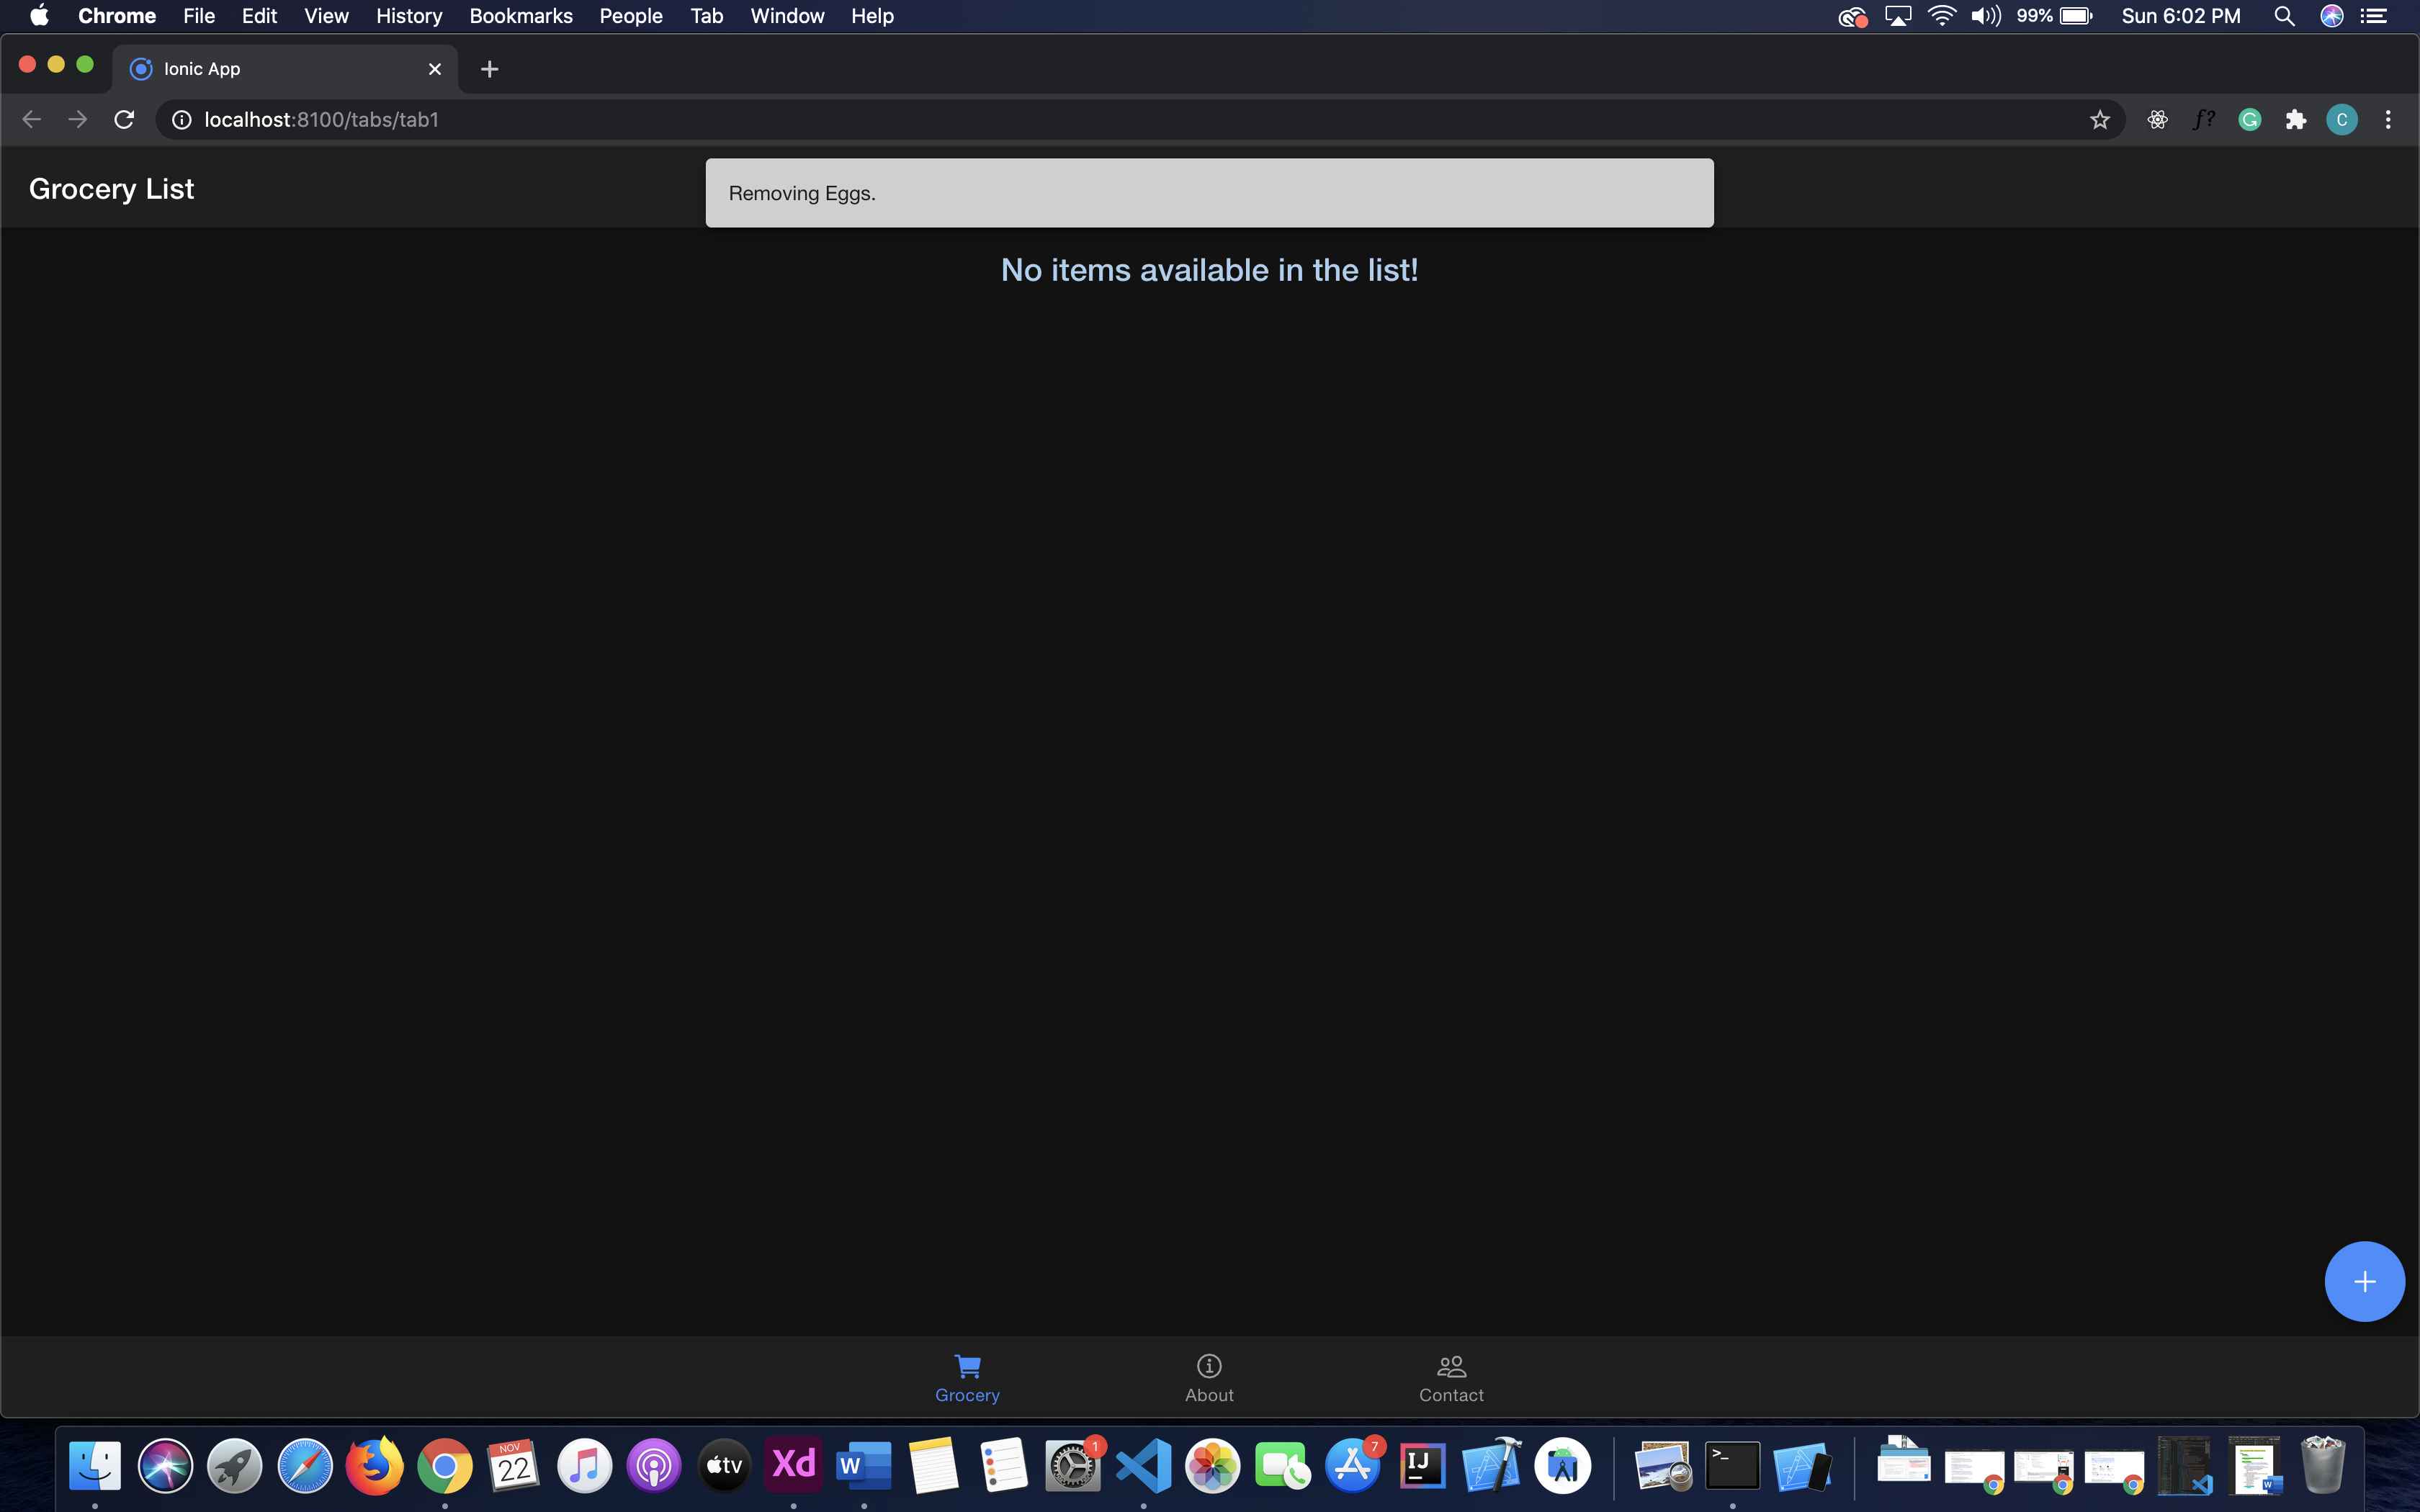 Chrome File Edit View History Bookmarks People Tab Window Help 99% Sun 6:02 PM
Ionic App
localhost:8100/tabs/tab1 f? C
Grocery List
Removing Eggs.
No items available in the list!
Grocery About Contact
NOV
22
tv
Xd
W
1
7
IJ
>_